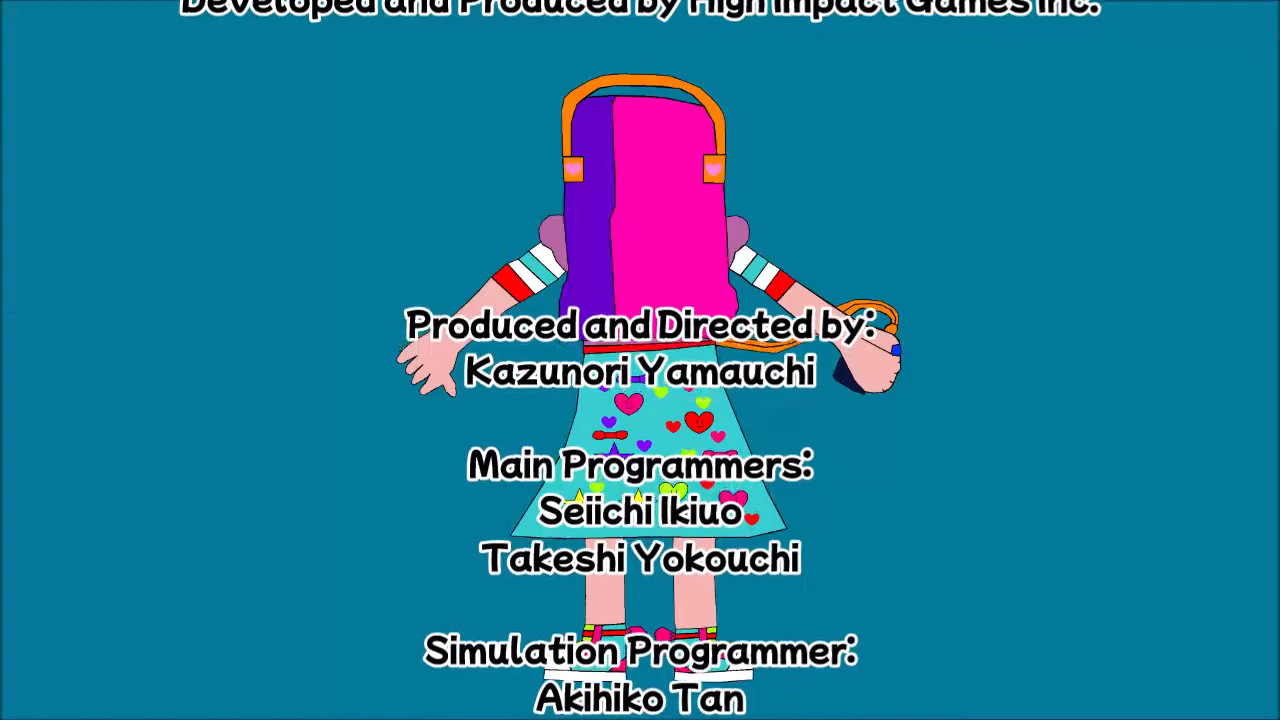 Developed and Produced by High Impact Games Inc.
Produced and Directed by:
Kazunori Yamauchi
Main Programmers:
Seiichi Ikiuo
Takeshi Yokouchi
Simulation Programmer:
Akihiko Tan